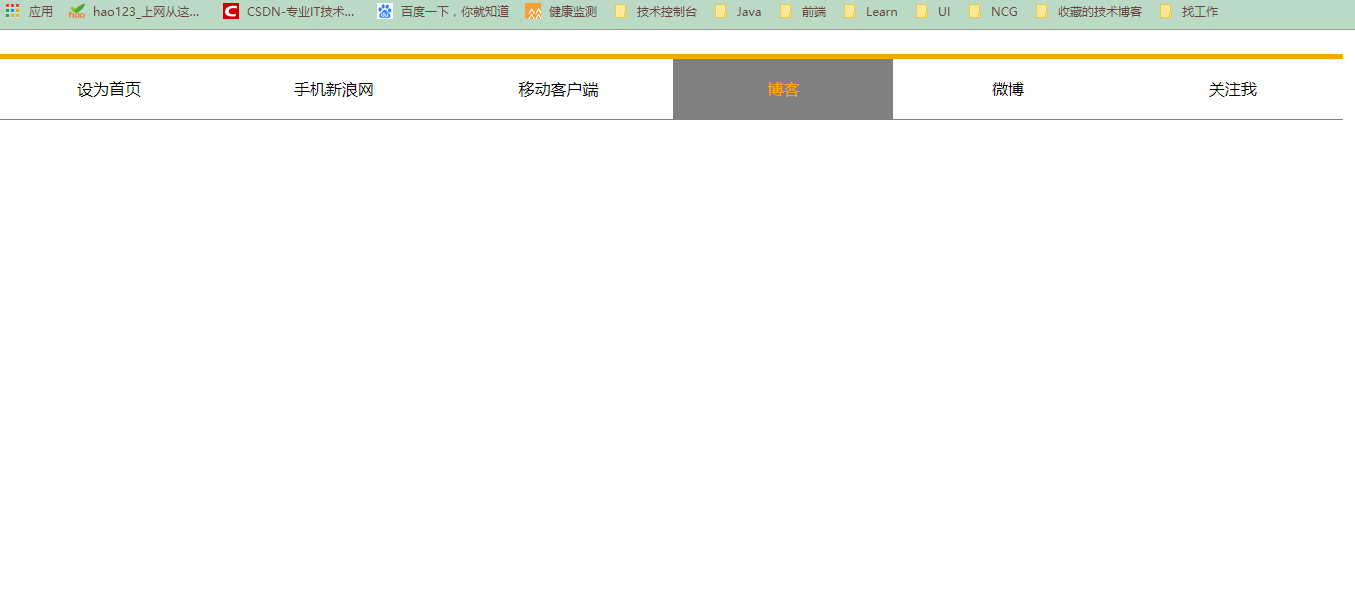 应用 hao123_上网从这... CSDN-专业IT技术... 百度一下，你就知道 健康监测 技术控制台 Java 前端 Learn UI NCG 收藏的技术博客 找工作
设为首页 手机新浪网 移动客户端 博客 微博 关注我